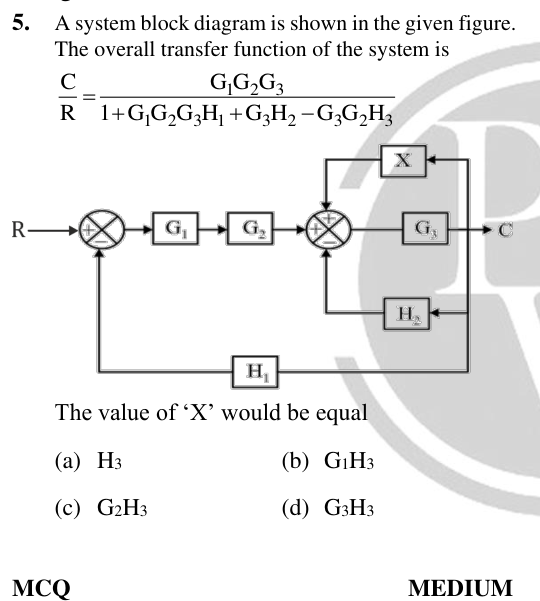 5. A system block diagram is shown in the given figure.
The overall transfer function of the system is
C/R = G₁G₂G₃ / (1+G₁G₂G₃H₁+G₃H₂−G₃G₂H₃)
X
R + − G₁ G₂ + + − G₃ C
H₂
H₁
The value of ‘X’ would be equal
(a) H₃ (b) G₁H₃
(c) G₂H₃ (d) G₃H₃
MCQ MEDIUM